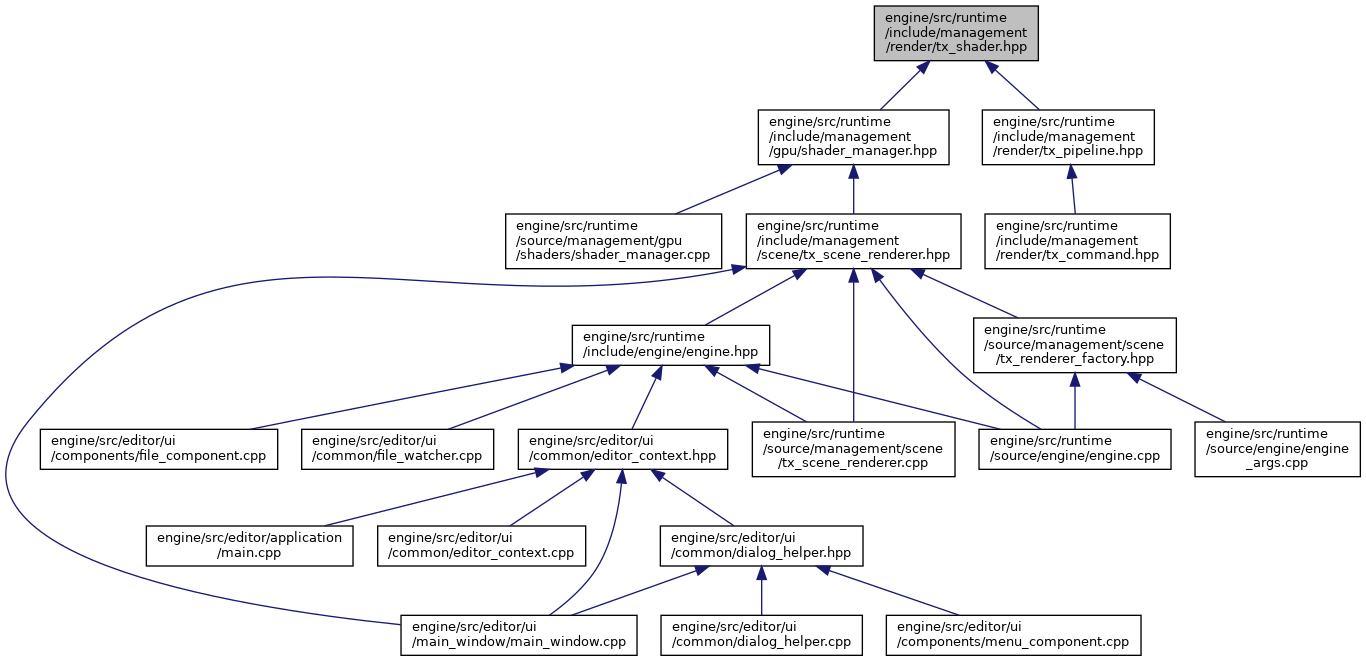 engine/src/runtime
/include/management
/render/tx_shader.hpp
engine/src/runtime
/include/management
/gpu/shader_manager.hpp
engine/src/runtime
/include/management
/render/tx_pipeline.hpp
engine/src/runtime
/source/management/gpu
/shaders/shader_manager.cpp
engine/src/runtime
/include/management
/scene/tx_scene_renderer.hpp
engine/src/runtime
/include/management
/render/tx_command.hpp
engine/src/runtime
/include/engine/engine.hpp
engine/src/runtime
/source/management/scene
/tx_renderer_factory.hpp
engine/src/editor/ui
/components/file_component.cpp
engine/src/editor/ui
/common/file_watcher.cpp
engine/src/editor/ui
/common/editor_context.hpp
engine/src/runtime
/source/management/scene
/tx_scene_renderer.cpp
engine/src/runtime
/source/engine/engine.cpp
engine/src/runtime
/source/engine/engine
_args.cpp
engine/src/editor/application
/main.cpp
engine/src/editor/ui
/common/editor_context.cpp
engine/src/editor/ui
/common/dialog_helper.hpp
engine/src/editor/ui
/main_window/main_window.cpp
engine/src/editor/ui
/common/dialog_helper.cpp
engine/src/editor/ui
/components/menu_component.cpp